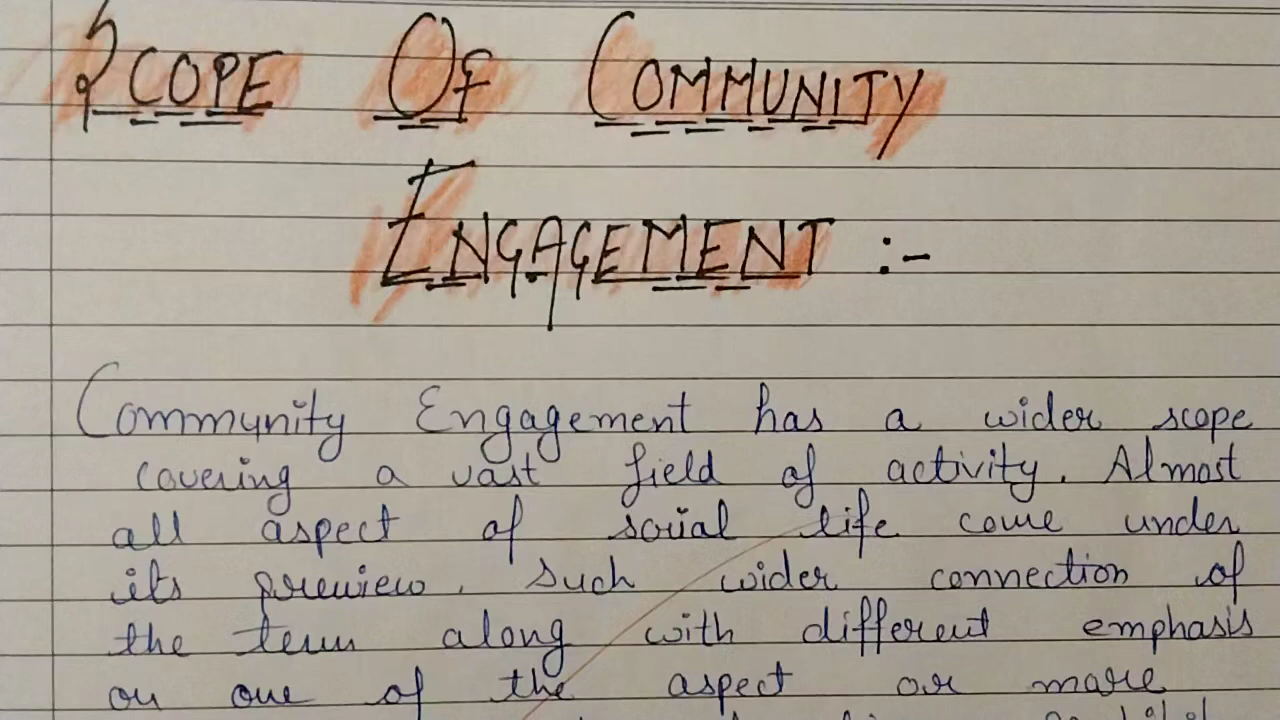 SCOPE OF COMMUNITY
ENGAGEMENT :-
Community Engagement has a wider scope
covering a vast field of activity. Almost
all aspect of social life come under
its preview. Such wider connection of
the term along with different emphasis
on one of the aspect or more